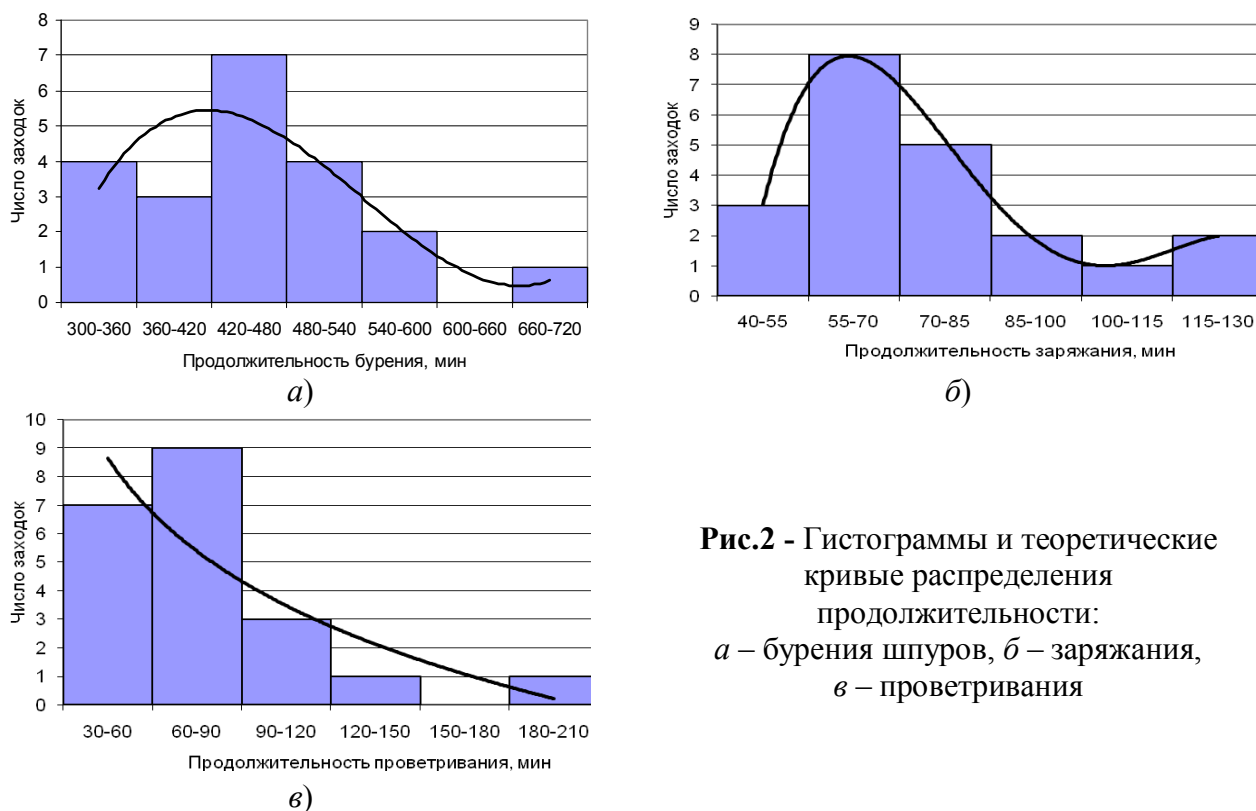 8
7
6
5
4
3
2
1
0
Число заходок
300-360 360-420 420-480 480-540 540-600 600-660 660-720
Продолжительность бурения, мин
а)
9
8
7
6
5
4
3
2
1
0
Число заходок
40-55 55-70 70-85 85-100 100-115 115-130
Продолжительность заряжания, мин
б)
10
9
8
7
6
5
4
3
2
1
0
Число заходок
30-60 60-90 90-120 120-150 150-180 180-210
Продолжительность проветривания, мин
в)
Рис.2 - Гистограммы и теоретические
кривые распределения
продолжительности:
а – бурения шпуров, б – заряжания,
в – проветривания